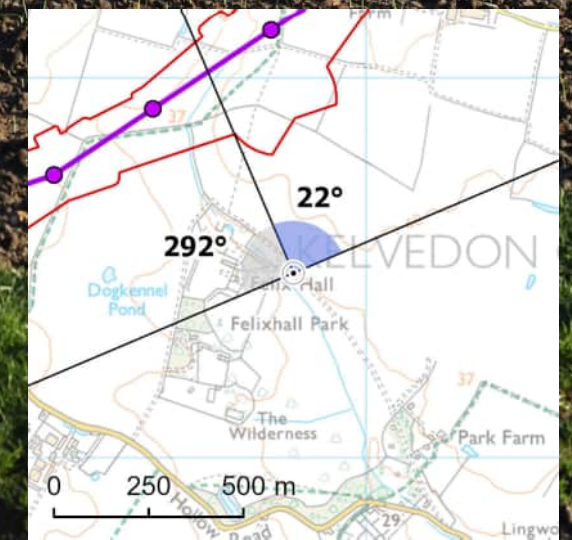 Farm
37
22°
292°
KELVEDON
Felix Hall
Dogkennel
Pond
Felixhall Park
37
The
Wilderness
Park Farm
0 250 500 m
Hollow Road
29
Lingwo